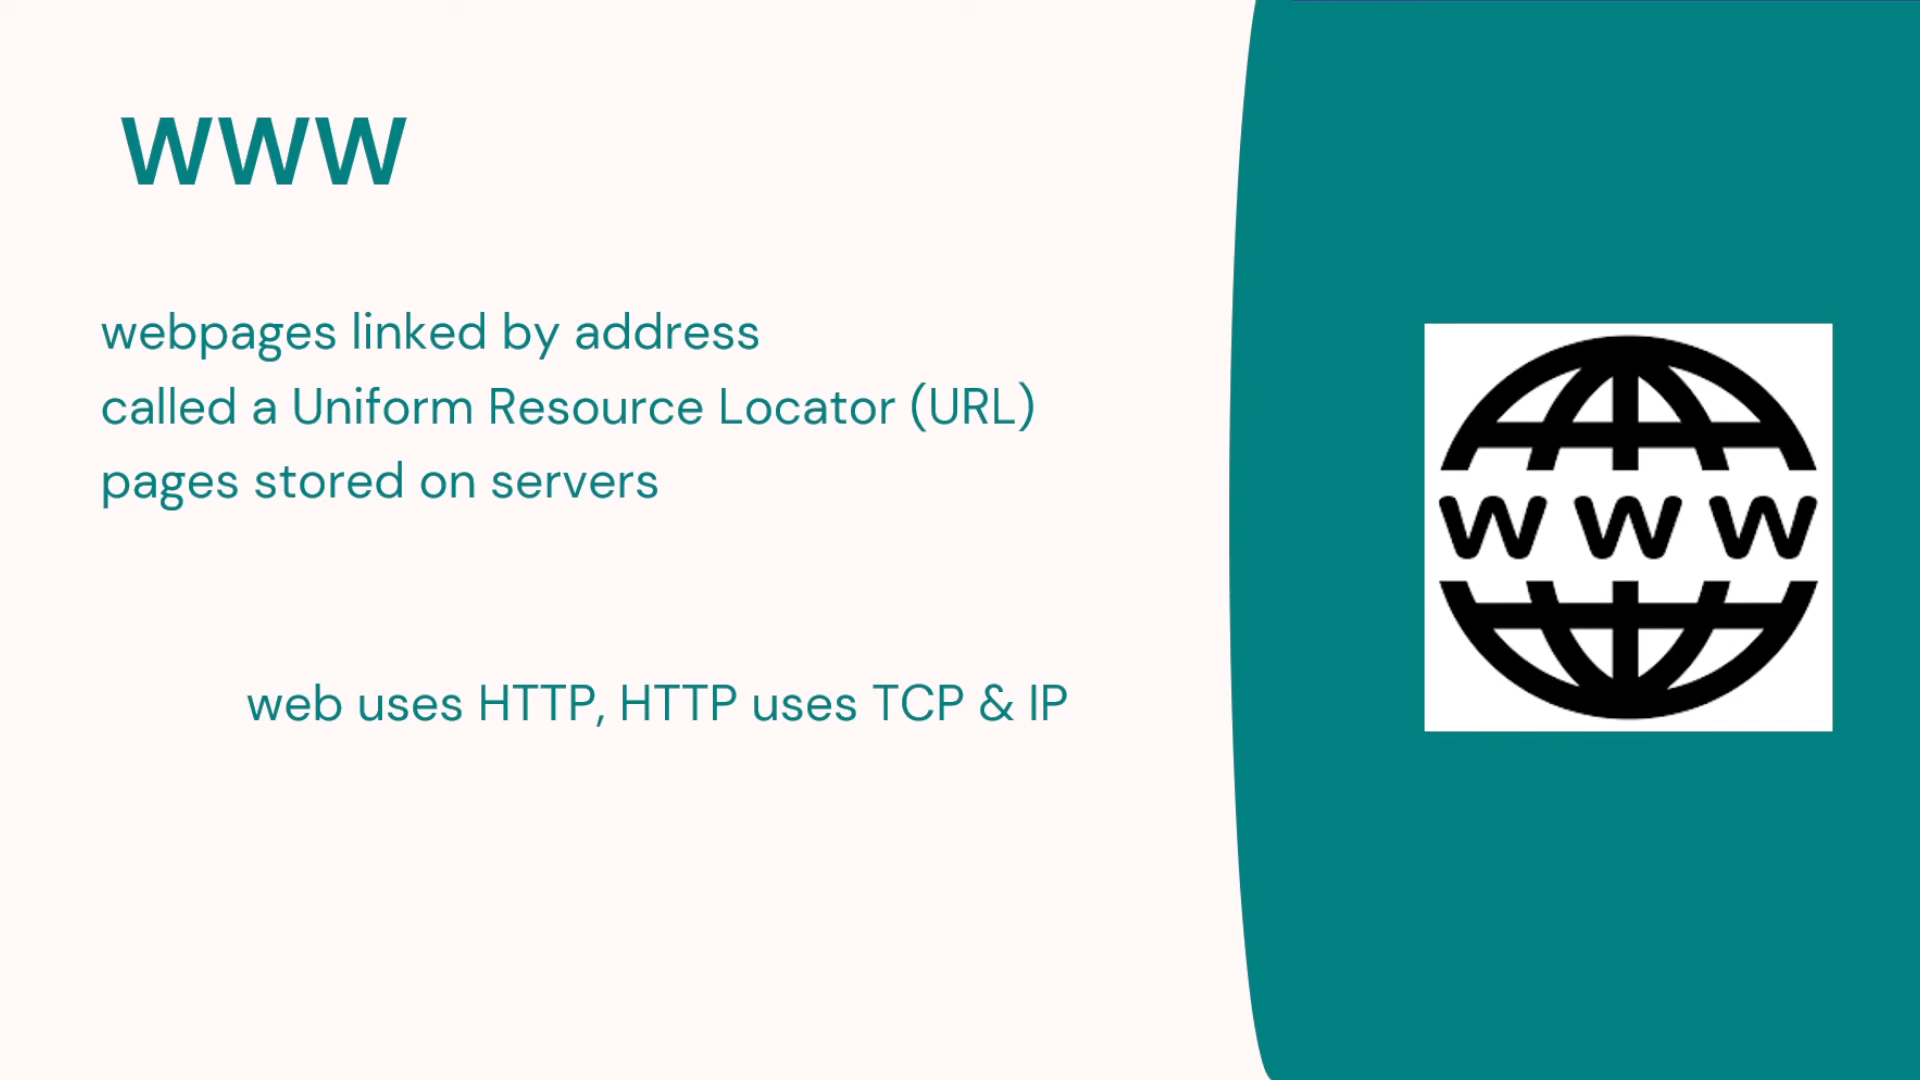 WWW
webpages linked by address
called a Uniform Resource Locator (URL)
pages stored on servers
web uses HTTP, HTTP uses TCP & IP
W W W